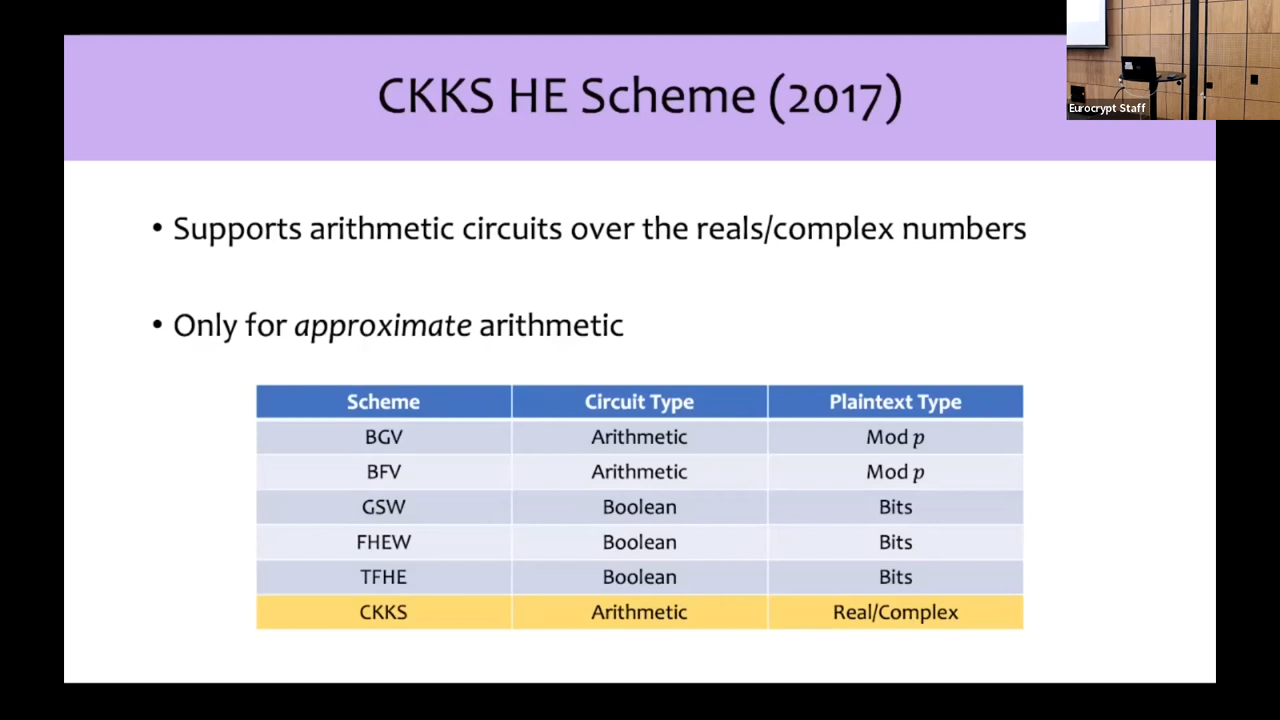 CKKS HE Scheme (2017)
Eurocrypt Staff
• Supports arithmetic circuits over the reals/complex numbers
• Only for approximate arithmetic
Scheme Circuit Type Plaintext Type
BGV Arithmetic Mod p
BFV Arithmetic Mod p
GSW Boolean Bits
FHEW Boolean Bits
TFHE Boolean Bits
CKKS Arithmetic Real/Complex